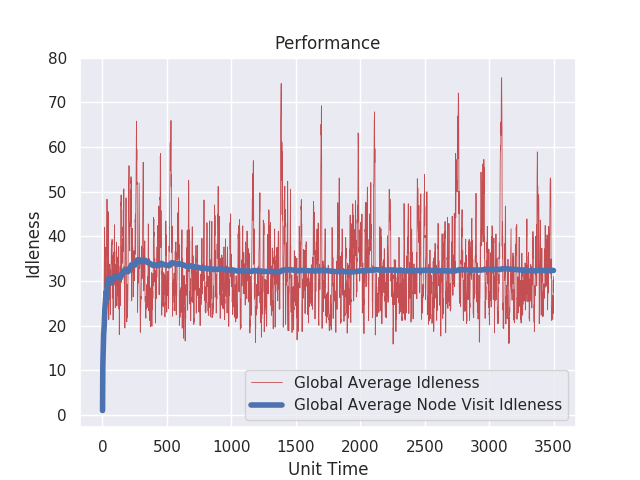 Performance
80
70
60
50
40
30
20
10
0
Idleness
Global Average Idleness
Global Average Node Visit Idleness
0 500 1000 1500 2000 2500 3000 3500
Unit Time